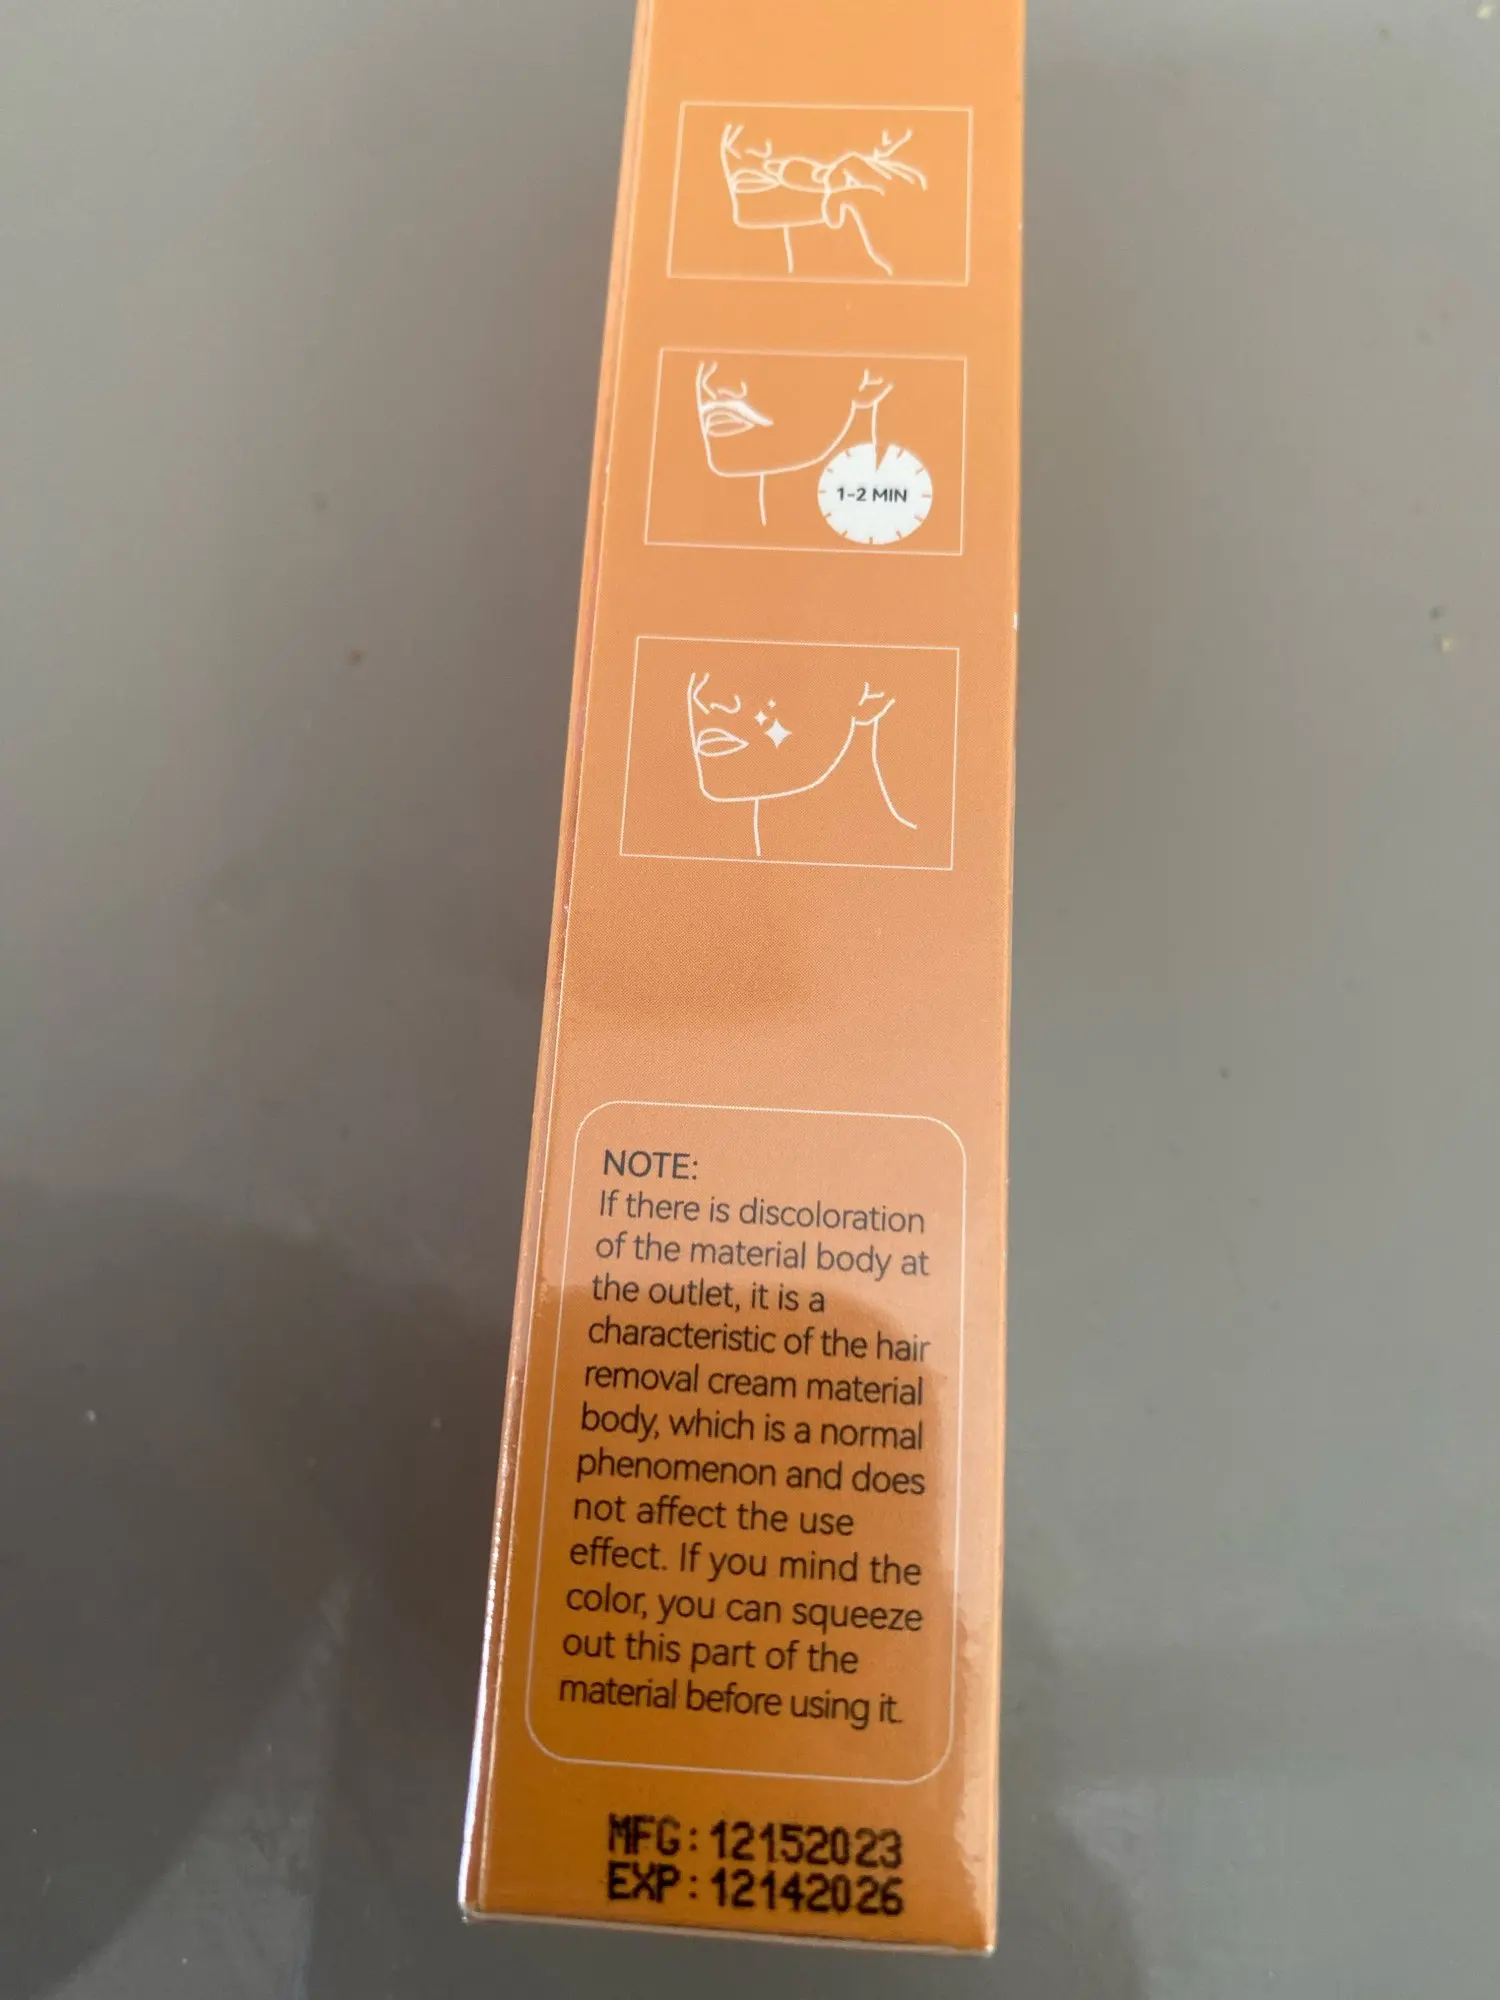 1-2 MIN
NOTE:
If there is discoloration
of the material body at
the outlet, it is a
characteristic of the hair
removal cream material
body, which is a normal
phenomenon and does
not affect the use
effect. If you mind the
color, you can squeeze
out this part of the
material before using it.
MFG: 12152023
EXP: 12142026